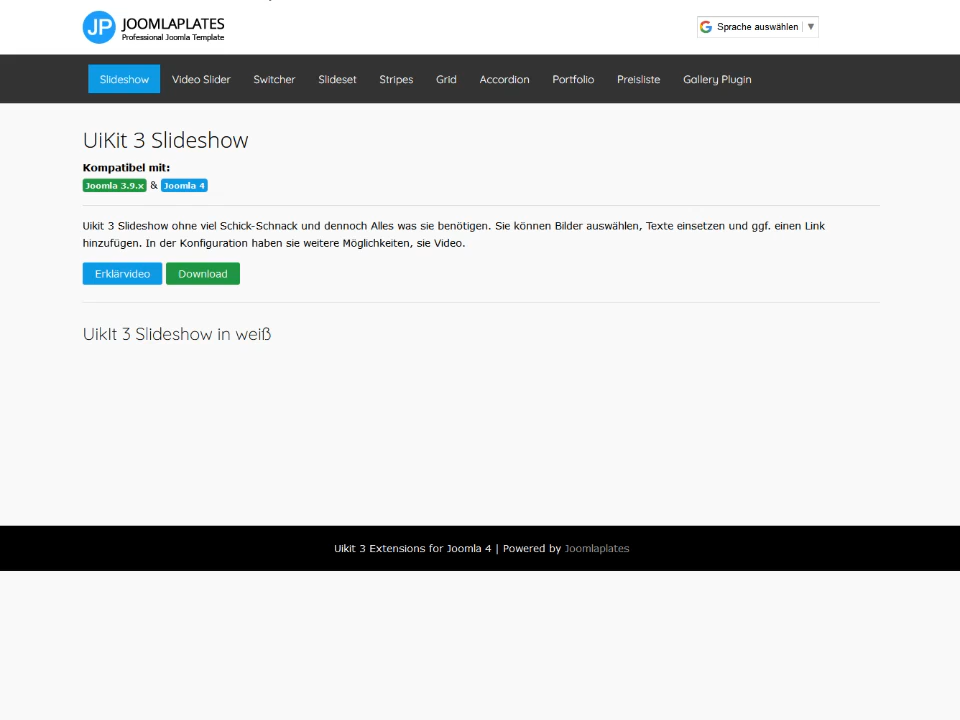 JP JOOMLAPLATES
Professional Joomla Template
Sprache auswählen ▼
Slideshow Video Slider Switcher Slideset Stripes Grid Accordion Portfolio Preisliste Gallery Plugin
UiKit 3 Slideshow
Kompatibel mit:
Joomla 3.9.x & Joomla 4
Uikit 3 Slideshow ohne viel Schick-Schnack und dennoch Alles was sie benötigen. Sie können Bilder auswählen, Texte einsetzen und ggf. einen Link
hinzufügen. In der Konfiguration haben sie weitere Möglichkeiten, sie Video.
Erklärvideo Download
UikIt 3 Slideshow in weiß
Uikit 3 Extensions for Joomla 4 | Powered by Joomlaplates